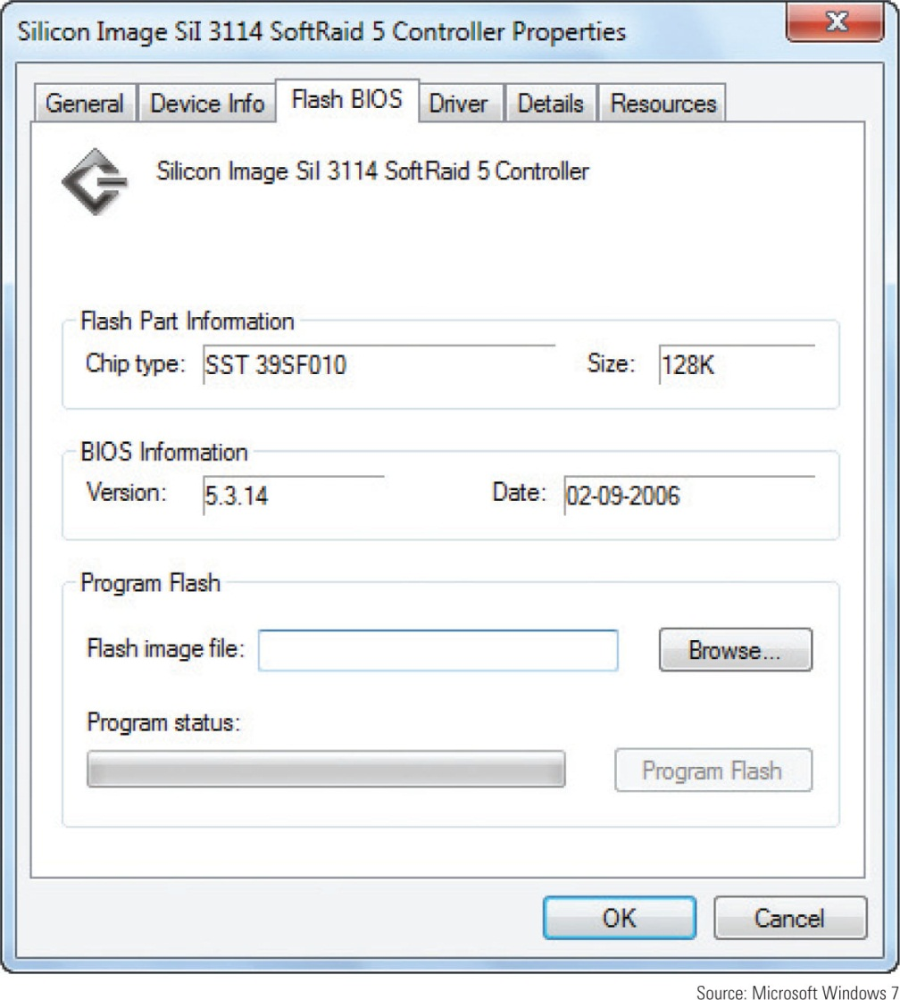 Silicon Image SiI 3114 SoftRaid 5 Controller Properties
General Device Info Flash BIOS Driver Details Resources
Silicon Image SiI 3114 SoftRaid 5 Controller
Flash Part Information
Chip type: SST 39SF010 Size: 128K
BIOS Information
Version: 5.3.14 Date: 02-09-2006
Program Flash
Flash image file: Browse...
Program status:
Program Flash
OK Cancel
Source: Microsoft Windows 7